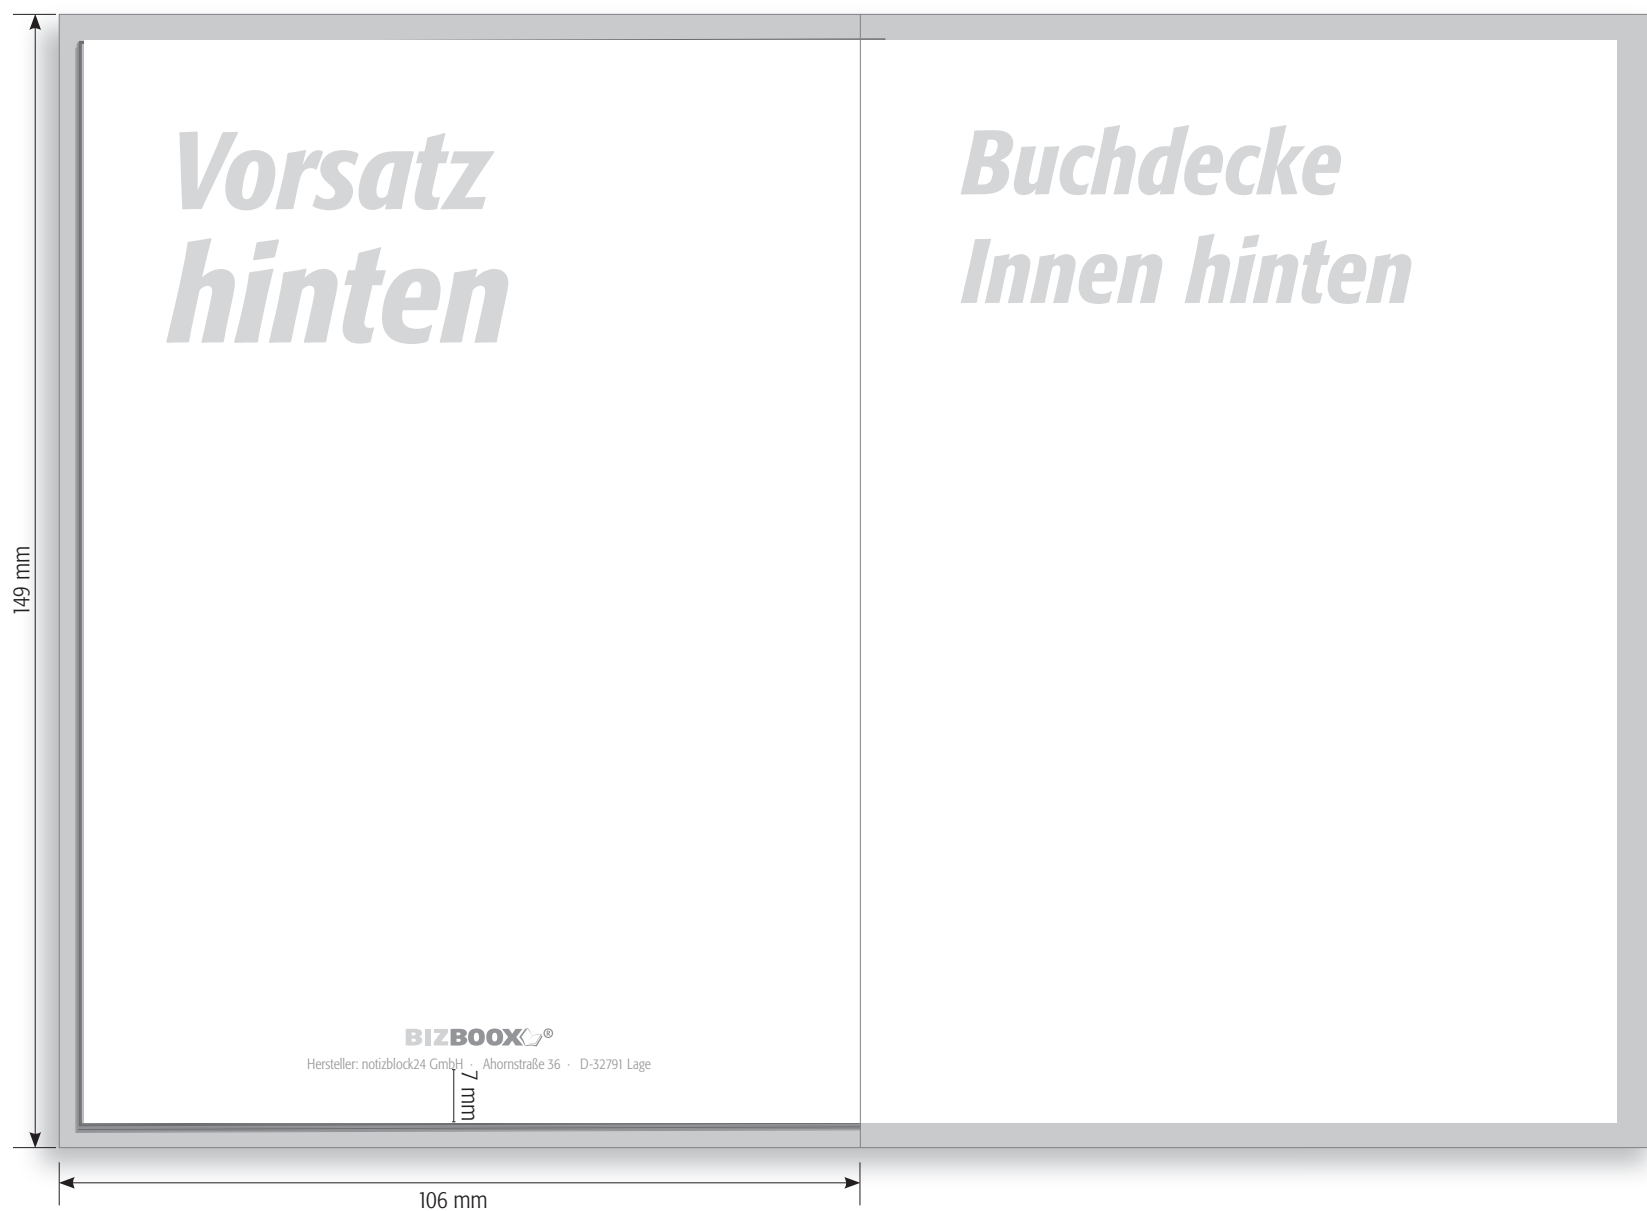 Vorsatz
hinten
Buchdecke
Innen hinten
149 mm
BIZBOOX®
Hersteller: notizblock24 GmbH · Ahornstraße 36 · D-32791 Lage
7 mm
106 mm